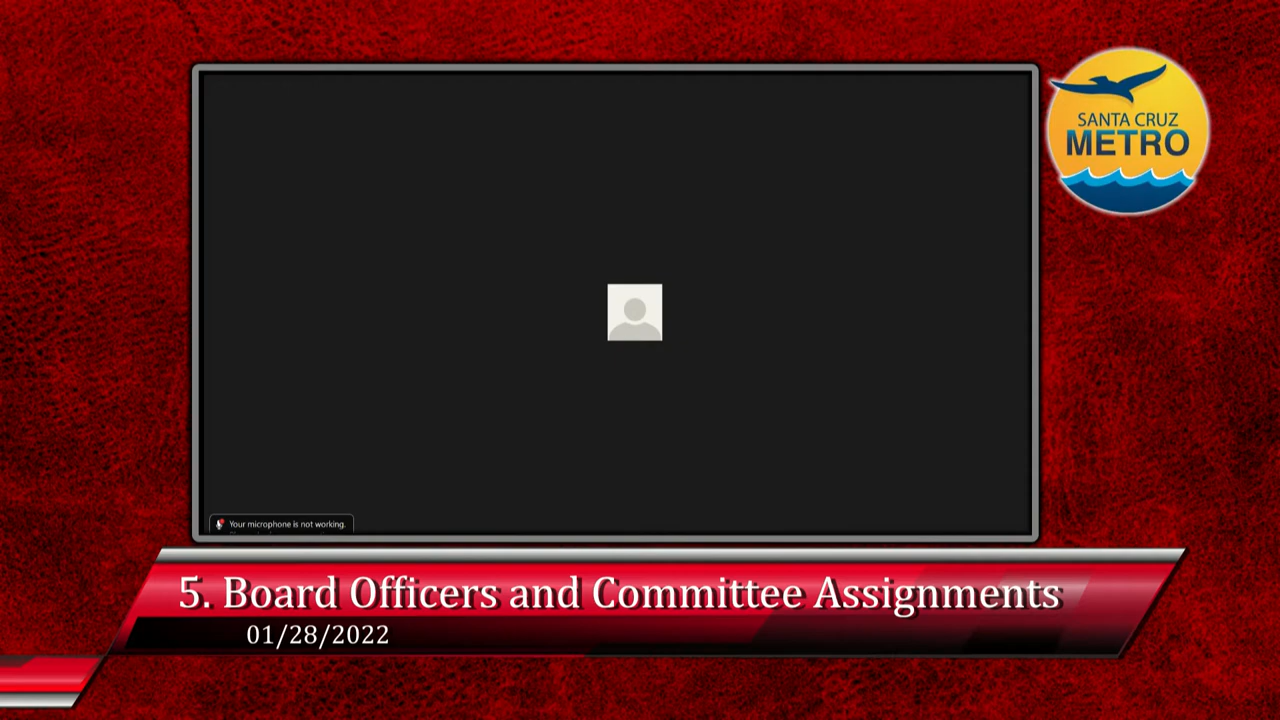 SANTA CRUZ
METRO
Your microphone is not working.
5. Board Officers and Committee Assignments
01/28/2022